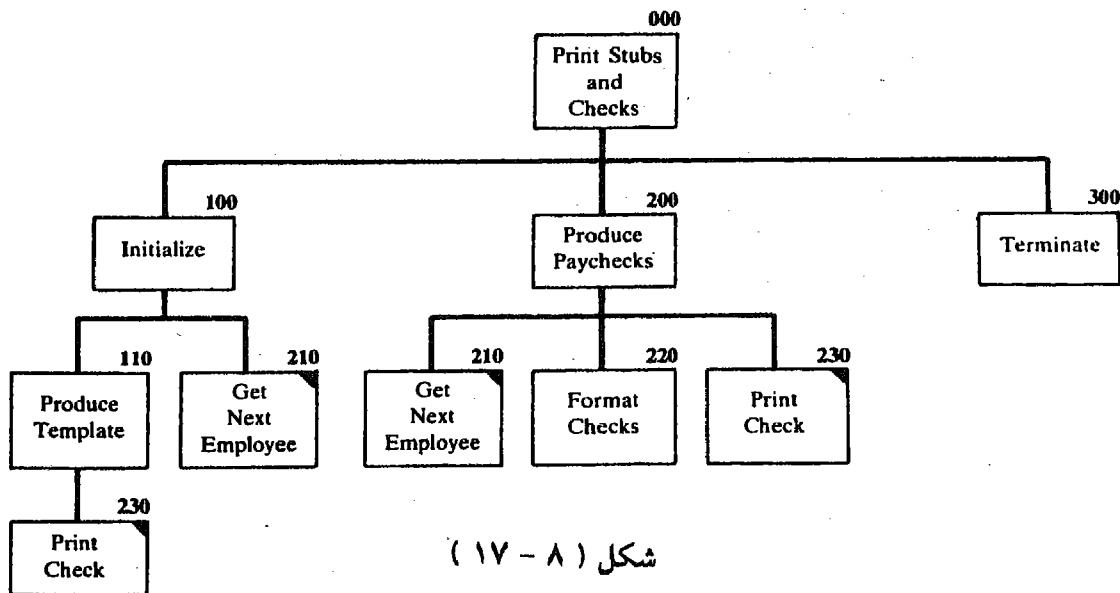 000
Print Stubs
and
Checks
100
Initialize
200
Produce
Paychecks
300
Terminate
110
Produce
Template
210
Get
Next
Employee
210
Get
Next
Employee
220
Format
Checks
230
Print
Check
230
Print
Check
شكل ( ٨ - ١٧ )